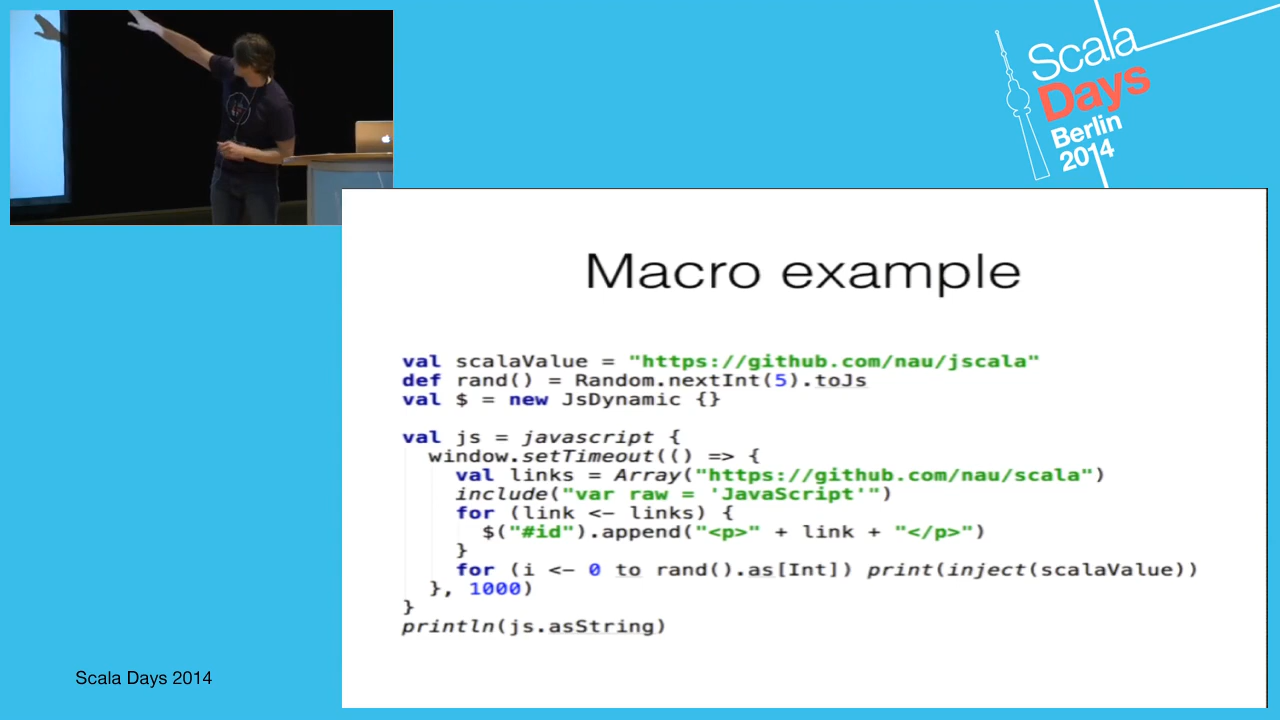 Scala
Days
Berlin
2014
Macro example
val scalaValue = "https://github.com/nau/jscala"
def rand() = Random.nextInt(5).toJs
val $ = new JsDynamic {}
val js = javascript {
window.setTimeout(() => {
val links = Array("https://github.com/nau/scala")
include("var raw = 'JavaScript'")
for (link <- links) {
$("#id").append("<p>" + link + "</p>")
}
for (i <- 0 to rand().as[Int]) print(inject(scalaValue))
}, 1000)
}
println(js.asString)
Scala Days 2014